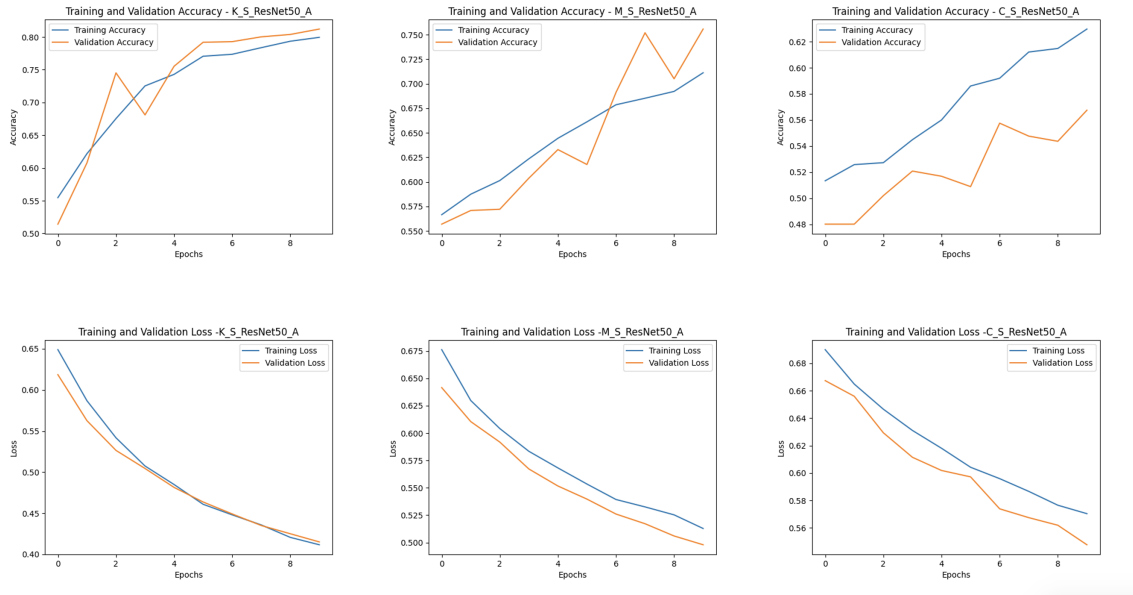 Training and Validation Accuracy - K_S_ResNet50_A
Training Accuracy
Validation Accuracy
0.80
0.75
0.70
0.65
0.60
0.55
0.50
Accuracy
0 2 4 6 8
Epochs
Training and Validation Accuracy - M_S_ResNet50_A
Training Accuracy
Validation Accuracy
0.750
0.725
0.700
0.675
0.650
0.625
0.600
0.575
0.550
Accuracy
0 2 4 6 8
Epochs
Training and Validation Accuracy - C_S_ResNet50_A
Training Accuracy
Validation Accuracy
0.62
0.60
0.58
0.56
0.54
0.52
0.50
0.48
Accuracy
0 2 4 6 8
Epochs
Training and Validation Loss -K_S_ResNet50_A
Training Loss
Validation Loss
0.65
0.60
0.55
0.50
0.45
0.40
Loss
0 2 4 6 8
Epochs
Training and Validation Loss -M_S_ResNet50_A
Training Loss
Validation Loss
0.675
0.650
0.625
0.600
0.575
0.550
0.525
0.500
Loss
0 2 4 6 8
Epochs
Training and Validation Loss -C_S_ResNet50_A
Training Loss
Validation Loss
0.68
0.66
0.64
0.62
0.60
0.58
0.56
Loss
0 2 4 6 8
Epochs